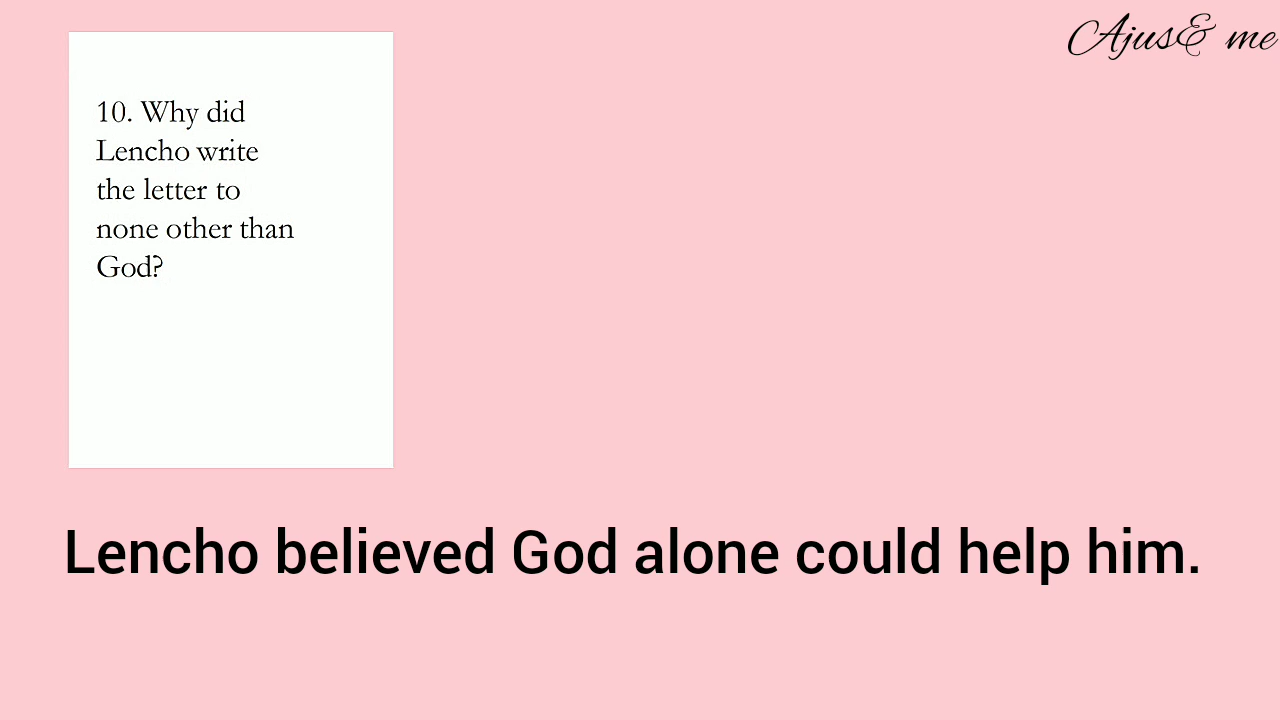 Ajus& me
10. Why did
Lencho write
the letter to
none other than
God?
Lencho believed God alone could help him.